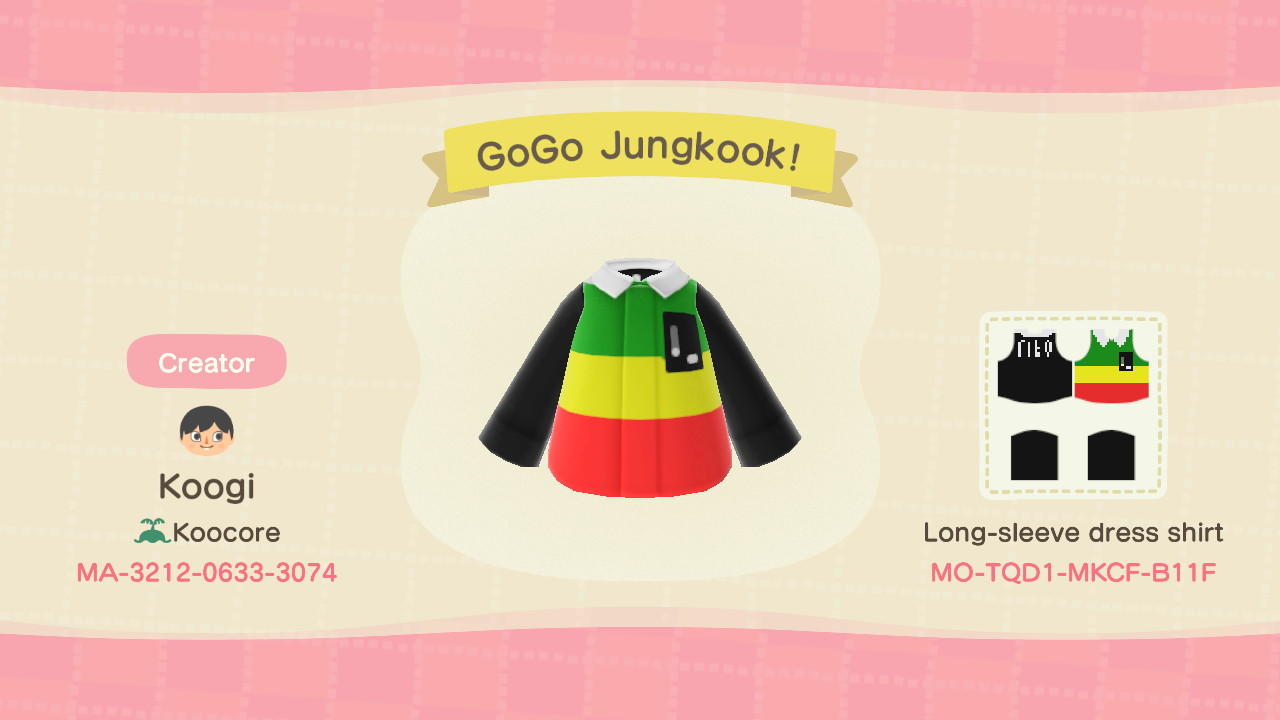 GoGo Jungkook!
Creator
Koogi
Koocore
MA-3212-0633-3074
Long-sleeve dress shirt
MO-TQD1-MKCF-B11F